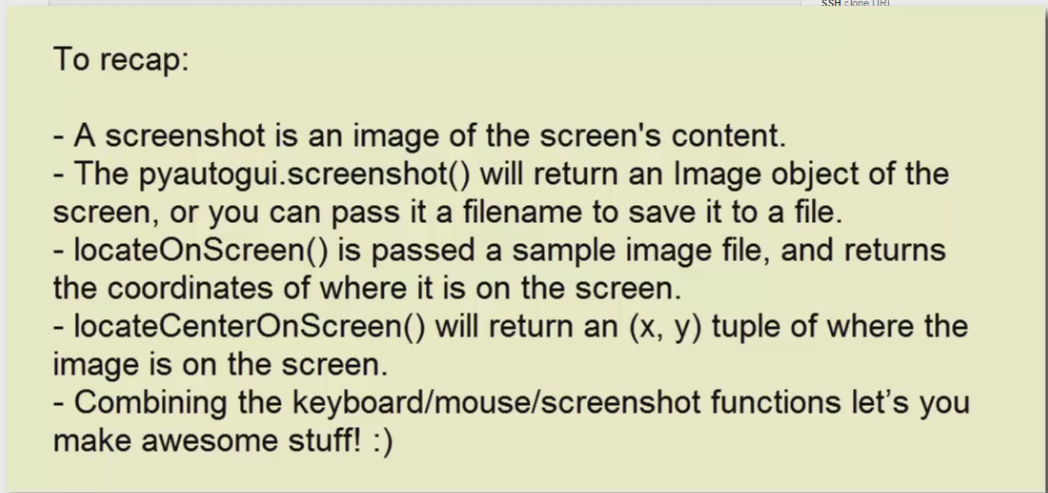 SSH clone URL
To recap:
- A screenshot is an image of the screen's content.
- The pyautogui.screenshot() will return an Image object of the
screen, or you can pass it a filename to save it to a file.
- locateOnScreen() is passed a sample image file, and returns
the coordinates of where it is on the screen.
- locateCenterOnScreen() will return an (x, y) tuple of where the
image is on the screen.
- Combining the keyboard/mouse/screenshot functions let’s you
make awesome stuff! :)